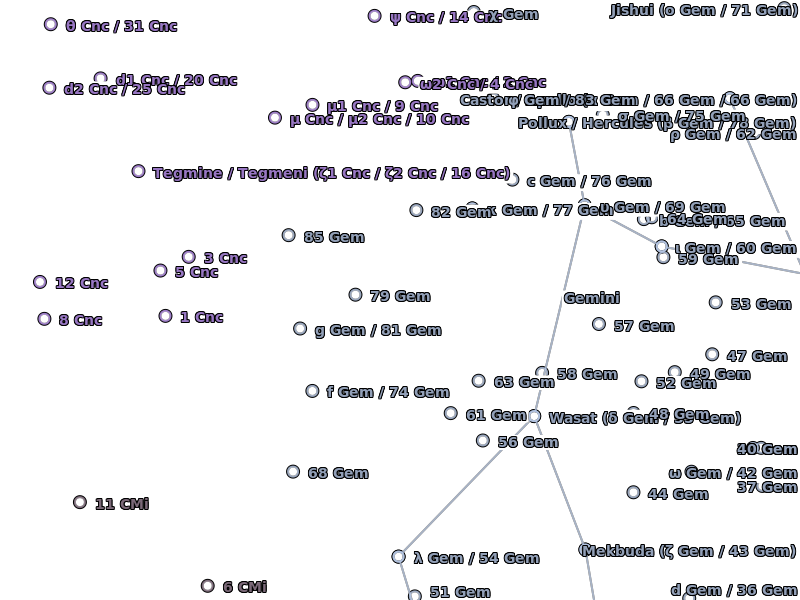 Jishui (ο Gem / 71 Gem)
χ Gem
ψ Cnc / 14 Cnc
θ Cnc / 31 Cnc
d1 Cnc / 20 Cnc
ω2 Cnc / 4 Cnc
d2 Cnc / 25 Cnc
μ1 Cnc / 9 Cnc
σ Gem / 75 Gem
μ Cnc / μ2 Cnc / 10 Cnc
Pollux / Hercules (β Gem / 78 Gem)
ρ Gem / 62 Gem
Tegmine / Tegmeni (ζ1 Cnc / ζ2 Cnc / 16 Cnc)
c Gem / 76 Gem
υ Gem / 69 Gem
82 Gem
κ Gem / 77 Gem
64 Gem
b Gem / 65 Gem
85 Gem
ι Gem / 60 Gem
3 Cnc
59 Gem
5 Cnc
12 Cnc
79 Gem
Gemini
53 Gem
1 Cnc
8 Cnc
57 Gem
g Gem / 81 Gem
47 Gem
58 Gem
49 Gem
63 Gem
52 Gem
f Gem / 74 Gem
61 Gem
48 Gem
Wasat (δ Gem / 55 Gem)
56 Gem
40 Gem
68 Gem
ω Gem / 42 Gem
37 Gem
44 Gem
11 CMi
Mekbuda (ζ Gem / 43 Gem)
λ Gem / 54 Gem
6 CMi
51 Gem
d Gem / 36 Gem